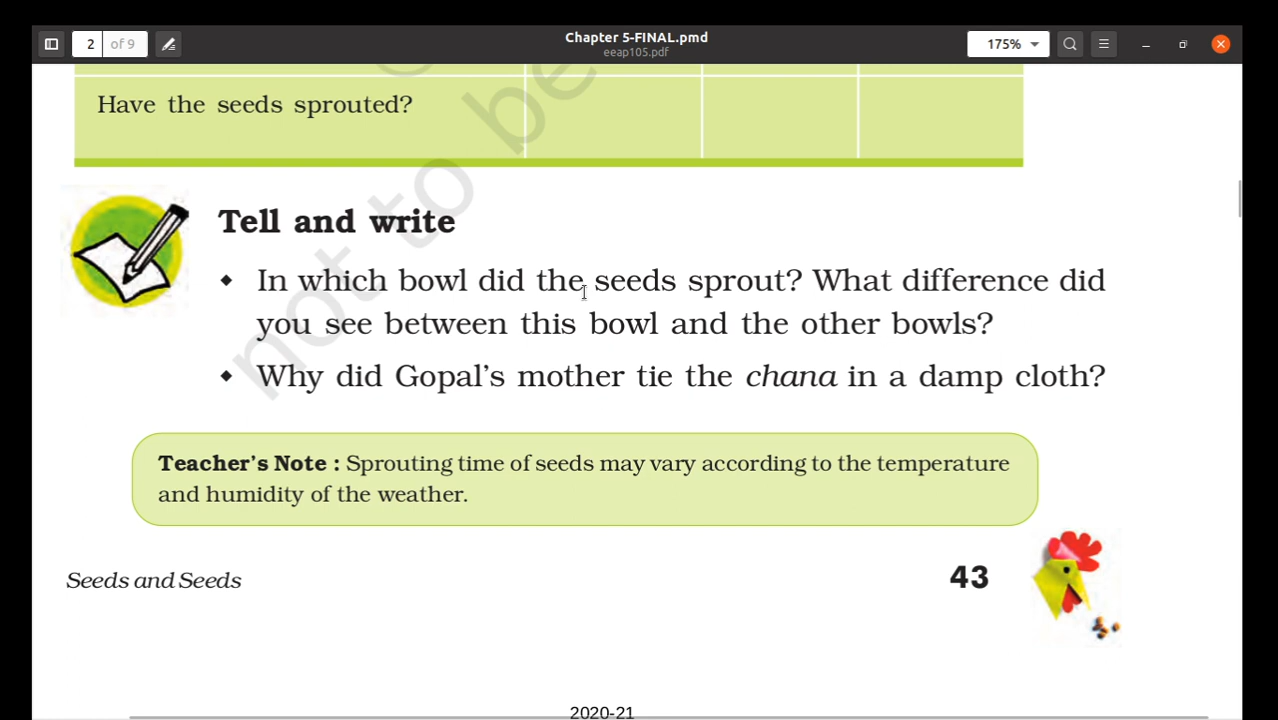 2 of 9
Chapter 5-FINAL.pmd
eeap105.pdf
175%
Have the seeds sprouted?
not to be
Tell and write
◆ In which bowl did the seeds sprout? What difference did
you see between this bowl and the other bowls?
◆ Why did Gopal's mother tie the chana in a damp cloth?
Teacher's Note : Sprouting time of seeds may vary according to the temperature
and humidity of the weather.
Seeds and Seeds
43
2020-21